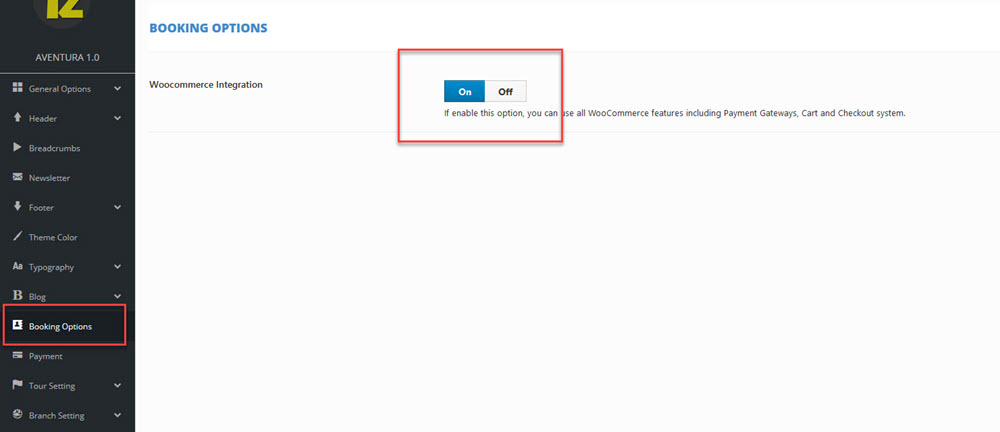 AVENTURA 1.0
General Options
Header
Breadcrumbs
Newsletter
Footer
Theme Color
Aa Typography
B Blog
Booking Options
Payment
Tour Setting
Branch Setting
BOOKING OPTIONS
Woocommerce Integration
On Off
If enable this option, you can use all WooCommerce features including Payment Gateways, Cart and Checkout system.